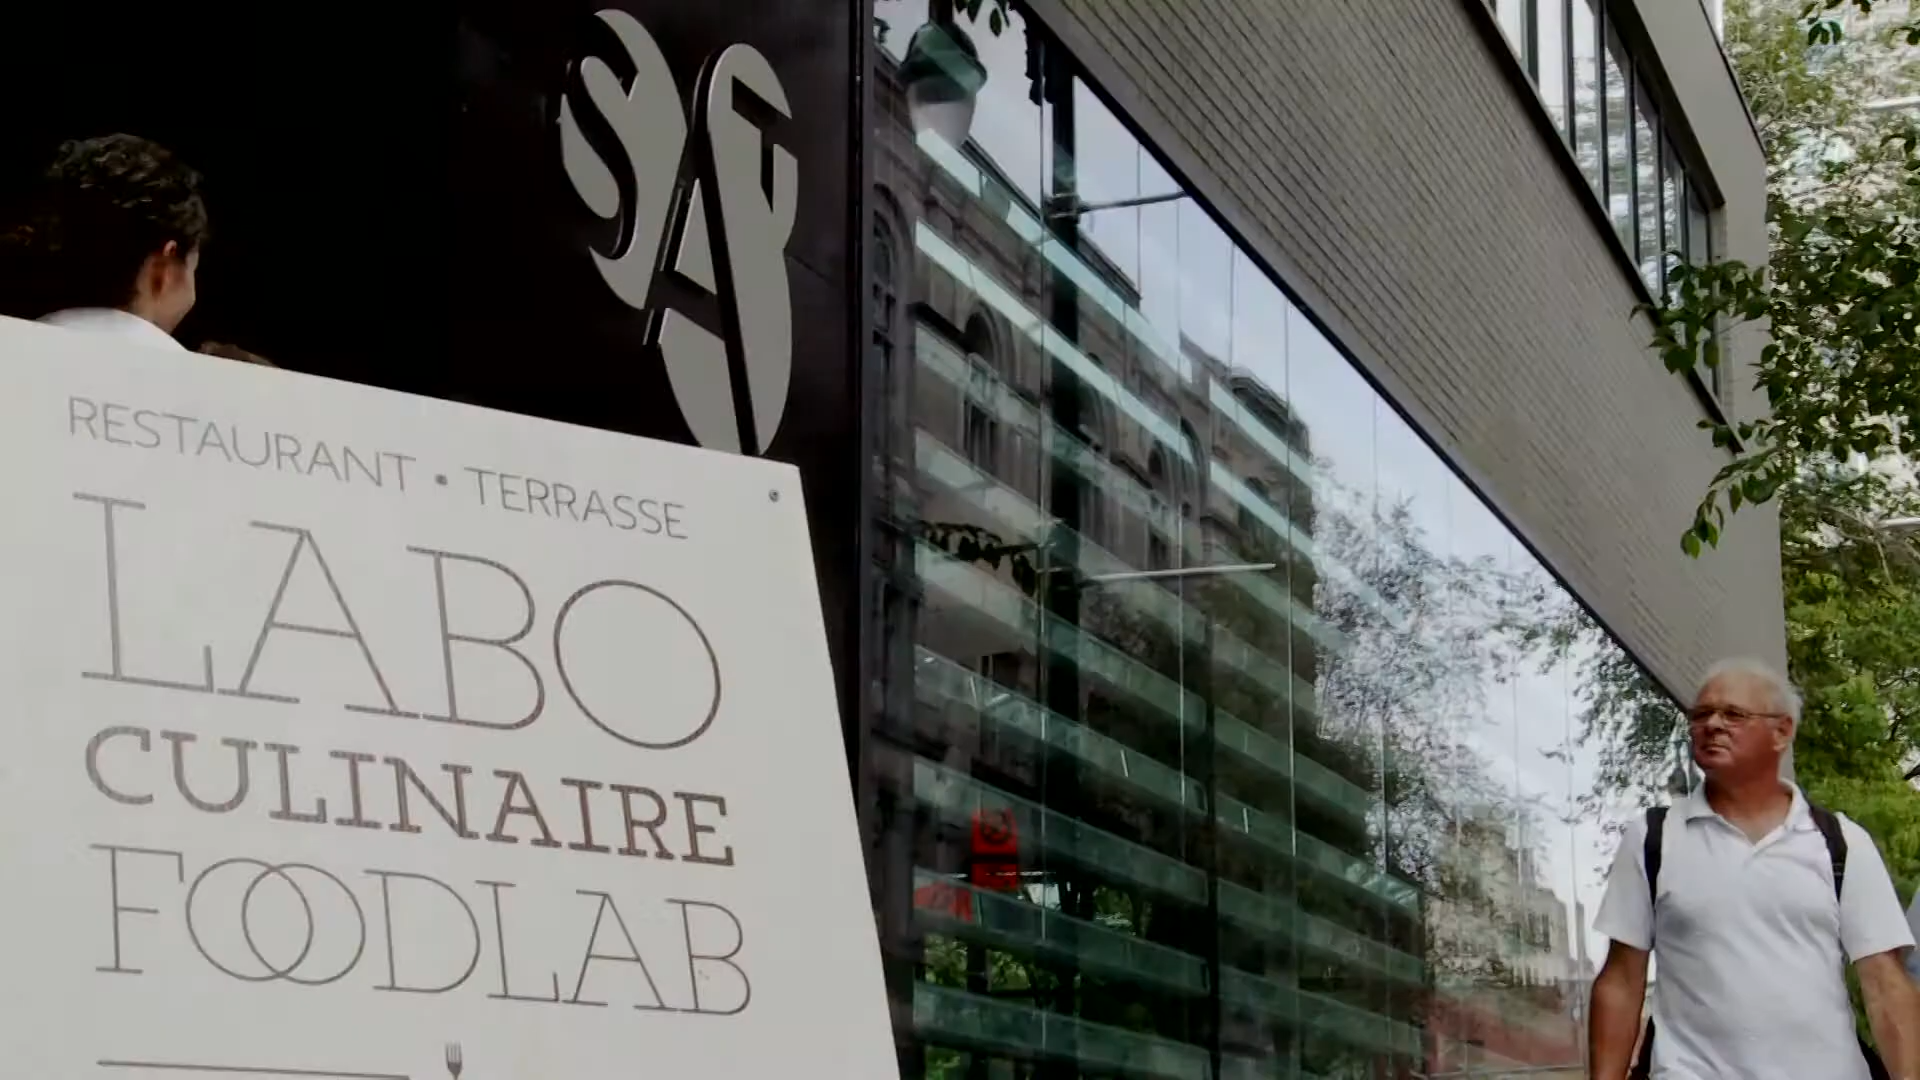 SAT
RESTAURANT • TERRASSE
LABO
CULINAIRE
FOODLAB